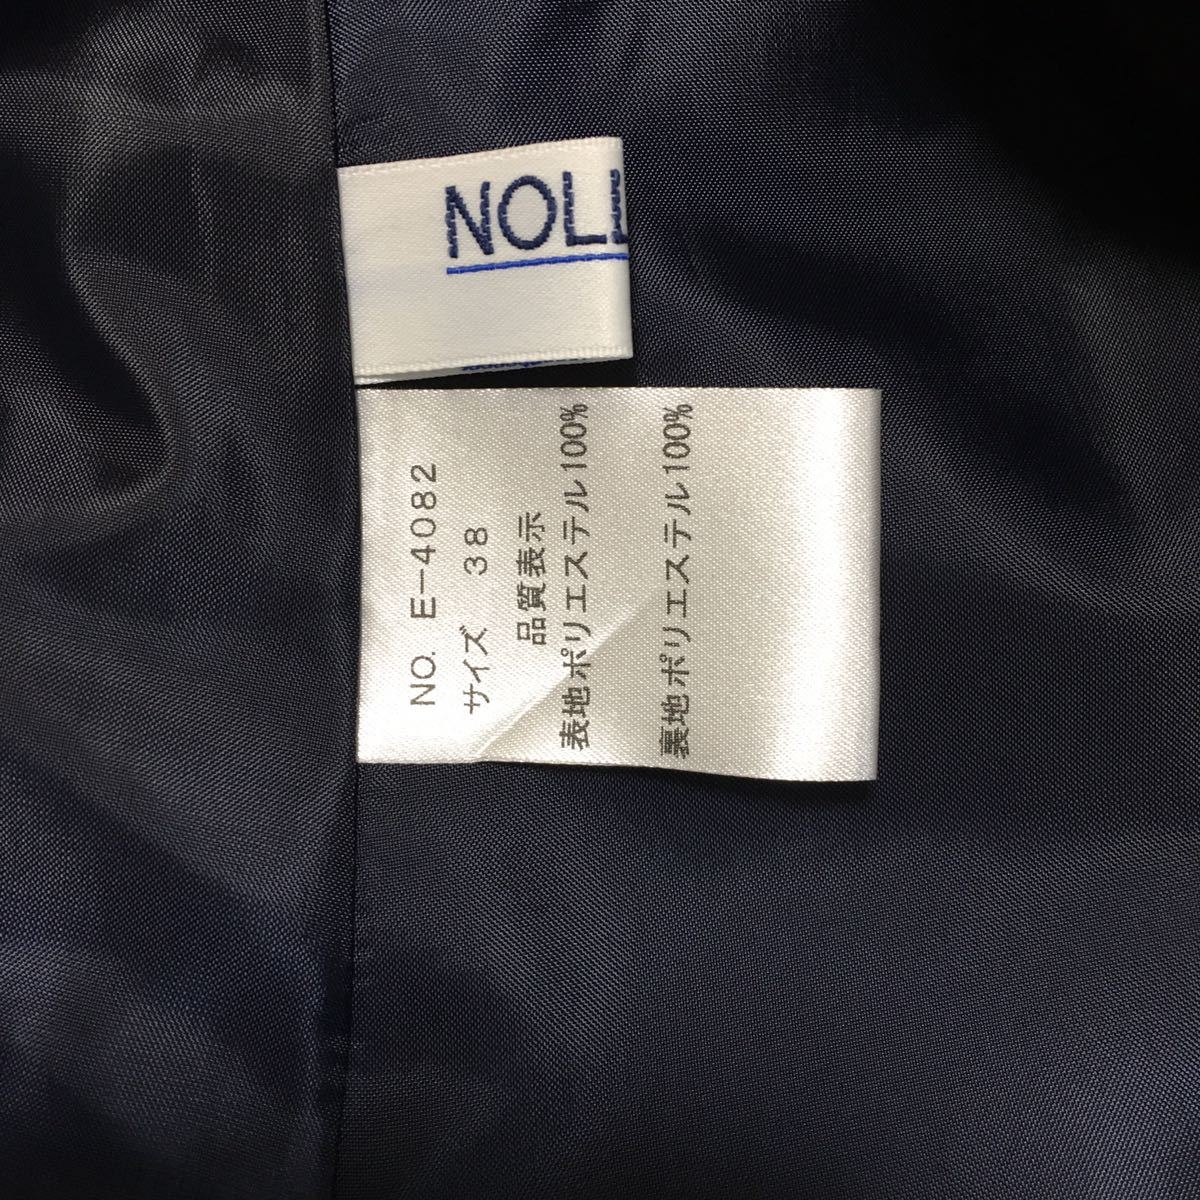 NOLL
NO. E-4082
サイズ 38
品質表示
表地ポリエステル100%
裏地ポリエステル100%